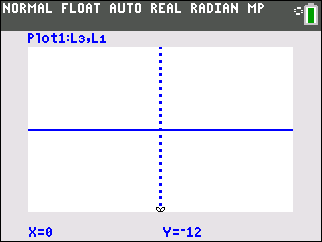 NORMAL FLOAT AUTO REAL RADIAN MP
Plot1:L₃,L₁
X=0 Y=⁻12